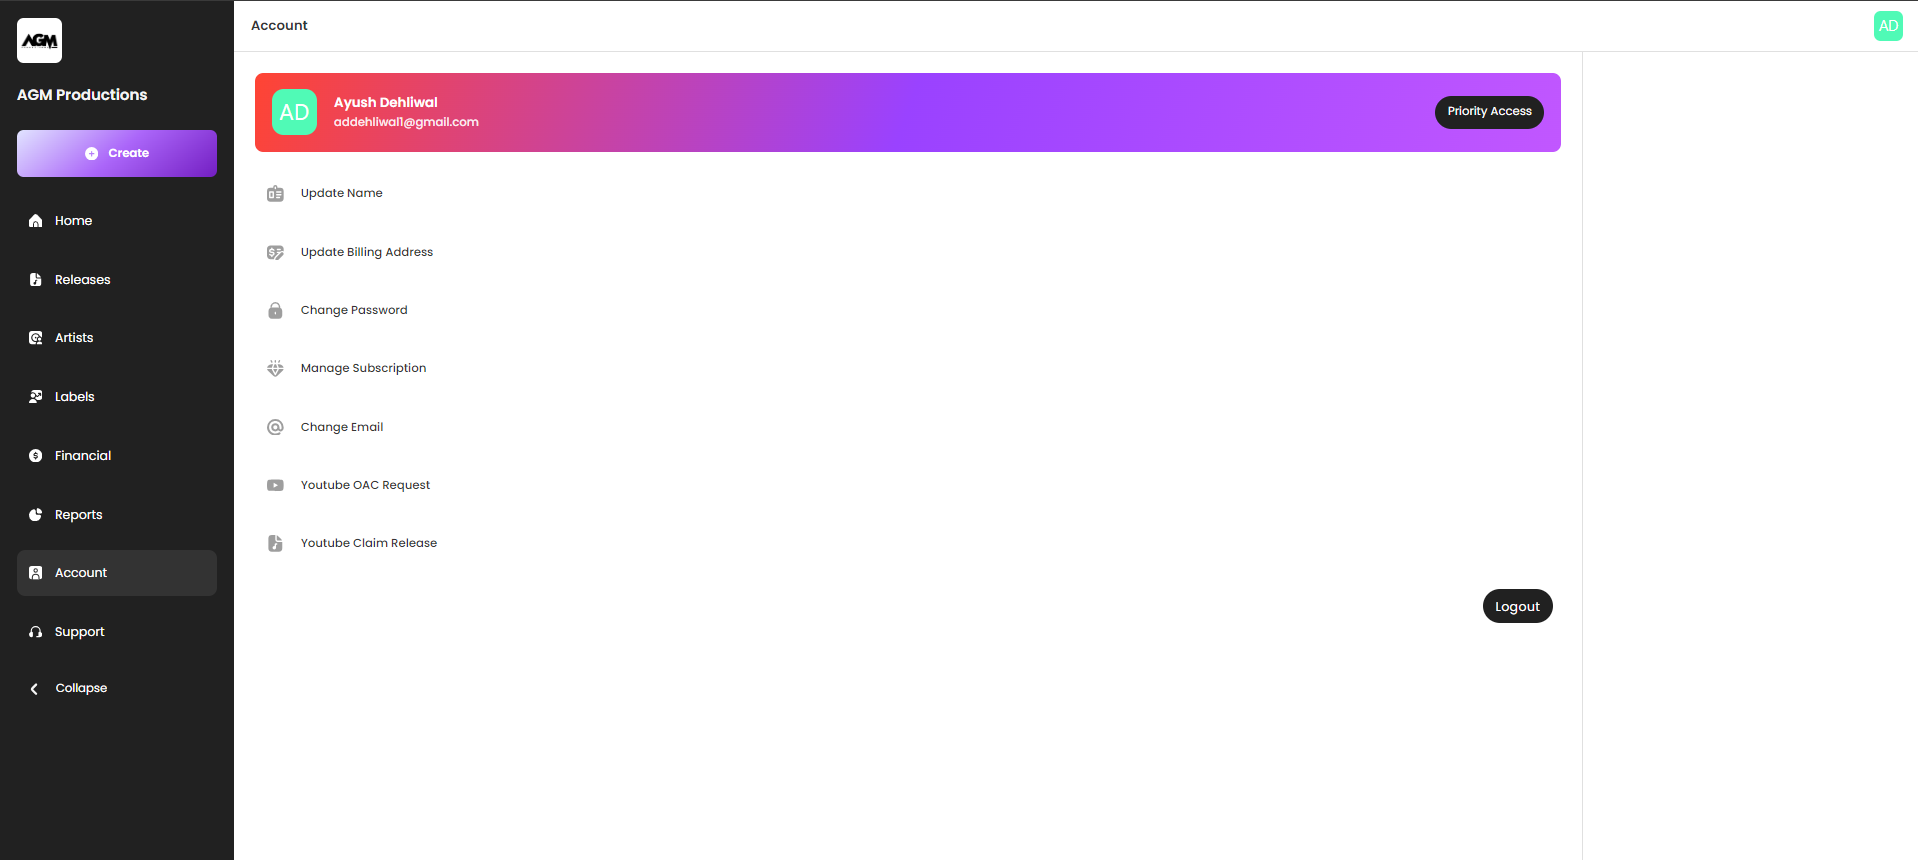 AGM
AGM Productions
Create
Home
Releases
Artists
Labels
Financial
Reports
Account
Support
Collapse
Account
AD
AD
Ayush Dehliwal
addehliwal1@gmail.com
Priority Access
Update Name
Update Billing Address
Change Password
Manage Subscription
Change Email
Youtube OAC Request
Youtube Claim Release
Logout